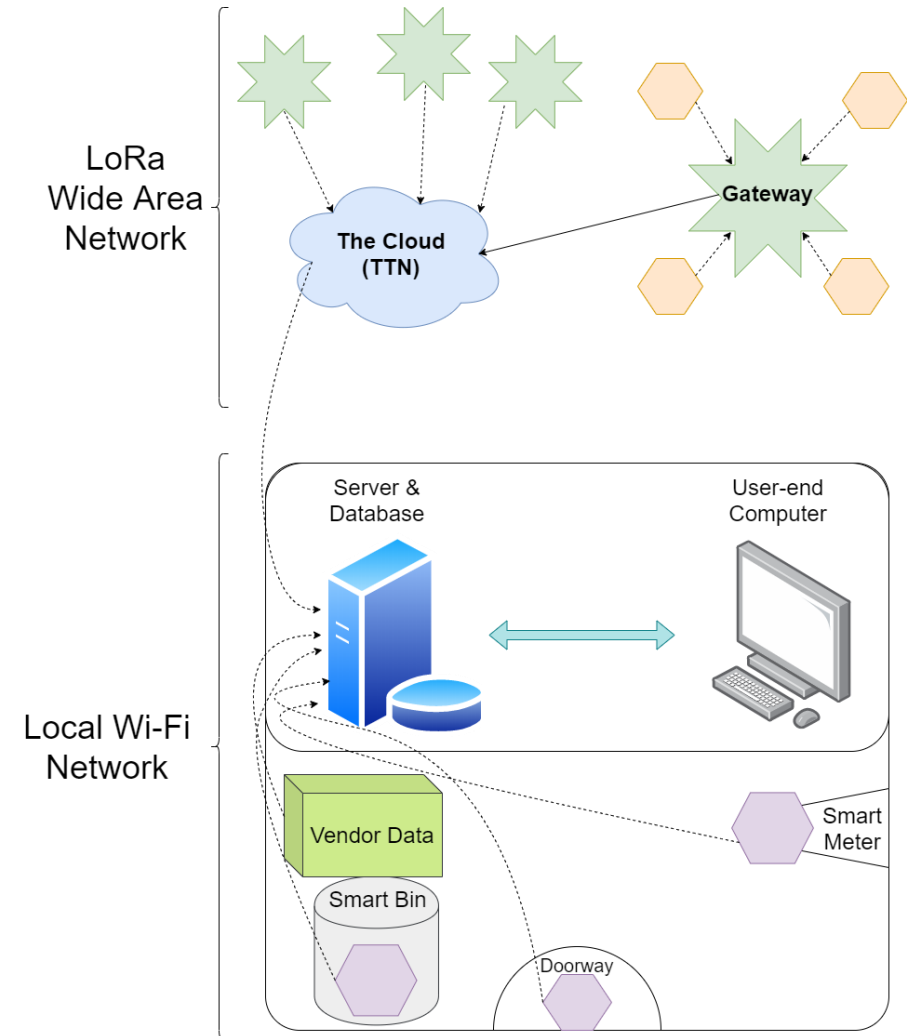 LoRa
Wide Area
Network
Gateway
The Cloud
(TTN)
Server &
Database
User-end
Computer
Local Wi-Fi
Network
Vendor Data
Smart
Meter
Smart Bin
Doorway